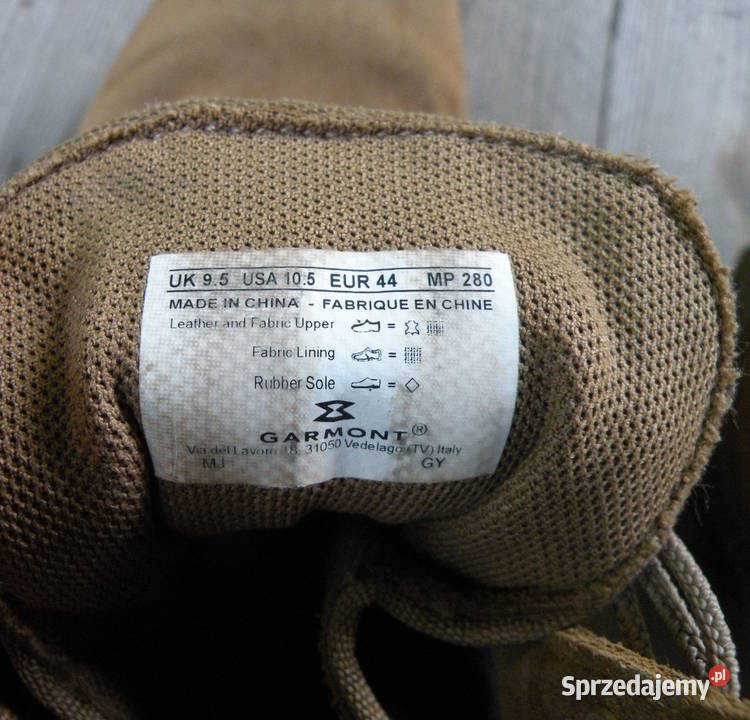 UK 9.5 USA 10.5 EUR 44 MP 280
MADE IN CHINA - FABRIQUE EN CHINE
Leather and Fabric Upper =
Fabric Lining =
Rubber Sole =
GARMONT®
Via del Lavoro 18, 31050 Vedelago (TV) Italy
MJ GY
Sprzedajemy.pl